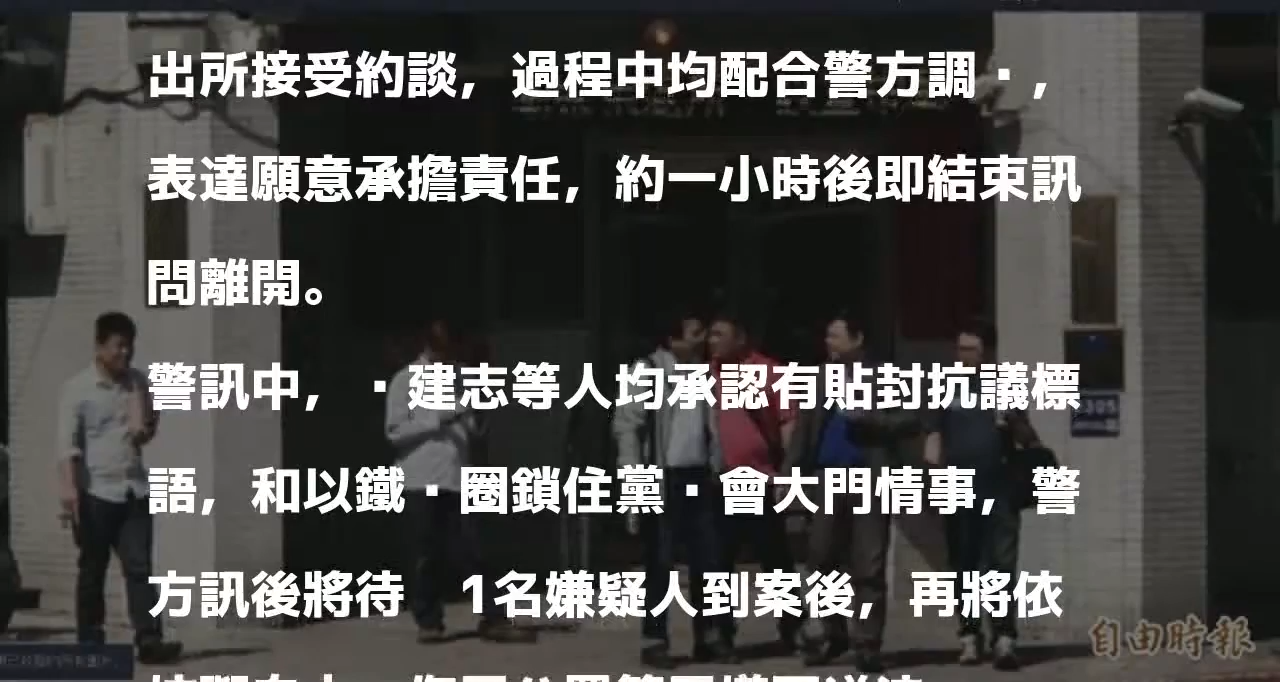 出所接受約談，過程中均配合警方調·，
表達願意承擔責任，約一小時後即結束訊
問離開。
警訊中，·建志等人均承認有貼封抗議標
語，和以鐵·圈鎖住黨·會大門情事，警
方訊後將待　1名嫌疑人到案後，再將依
自由時報